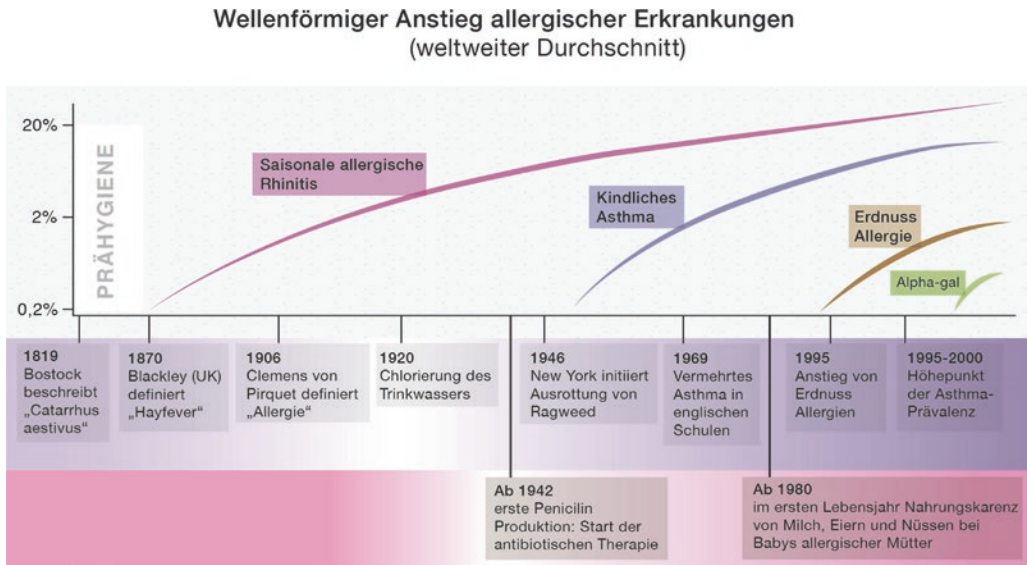 Wellenförmiger Anstieg allergischer Erkrankungen
(weltweiter Durchschnitt)
20%
2%
0,2%
PRÄHYGIENE
Saisonale allergische
Rhinitis
Kindliches
Asthma
Erdnuss
Allergie
Alpha-gal
1819
Bostock
beschreibt
„Catarrhus
aestivus“
1870
Blackley (UK)
definiert
„Hayfever“
1906
Clemens von
Pirquet definiert
„Allergie“
1920
Chlorierung des
Trinkwassers
1946
New York initiiert
Ausrottung von
Ragweed
1969
Vermehrtes
Asthma in
englischen
Schulen
1995
Anstieg von
Erdnuss
Allergien
1995-2000
Höhepunkt
der Asthma-
Prävalenz
Ab 1942
erste Penicilin
Produktion: Start der
antibiotischen Therapie
Ab 1980
im ersten Lebensjahr Nahrungskarenz
von Milch, Eiern und Nüssen bei
Babys allergischer Mütter